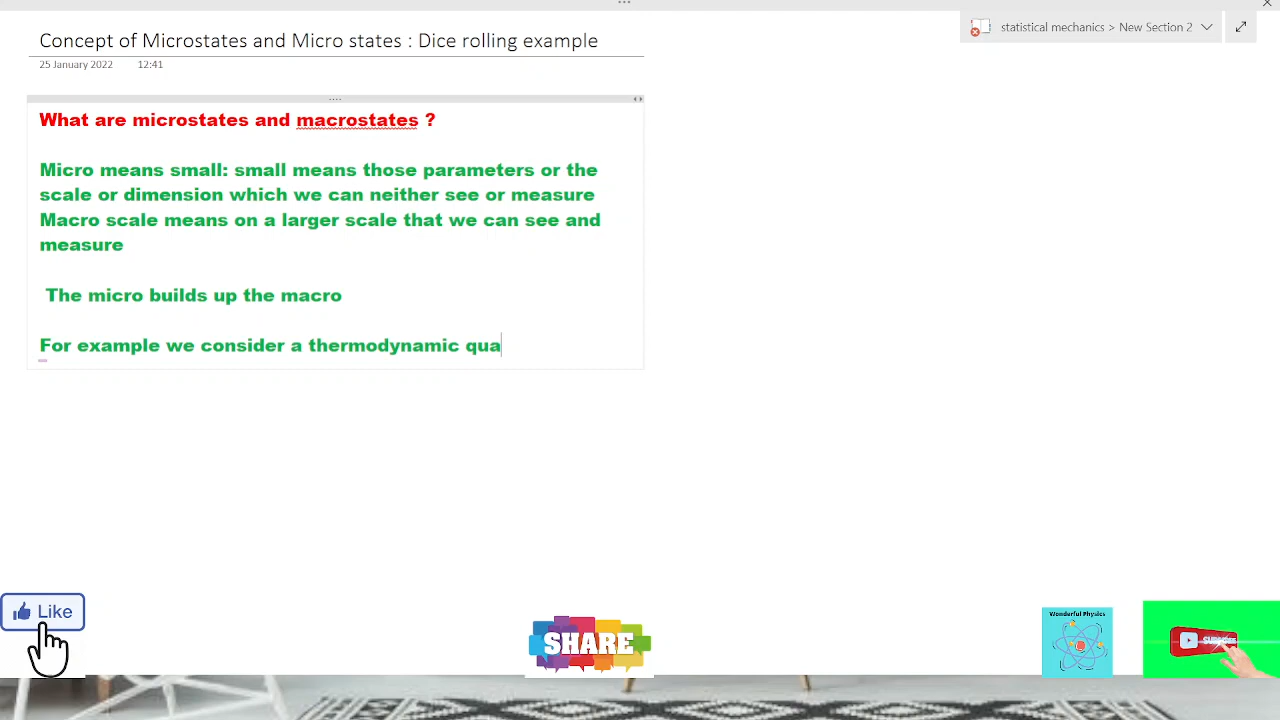 Concept of Microstates and Micro states : Dice rolling example
statistical mechanics > New Section 2
25 January 2022 12:41
What are microstates and macrostates ?
Micro means small: small means those parameters or the
scale or dimension which we can neither see or measure
Macro scale means on a larger scale that we can see and
measure
The micro builds up the macro
For example we consider a thermodynamic qua
Like
SHARE
Wonderful Physics
SUBSCRIBE